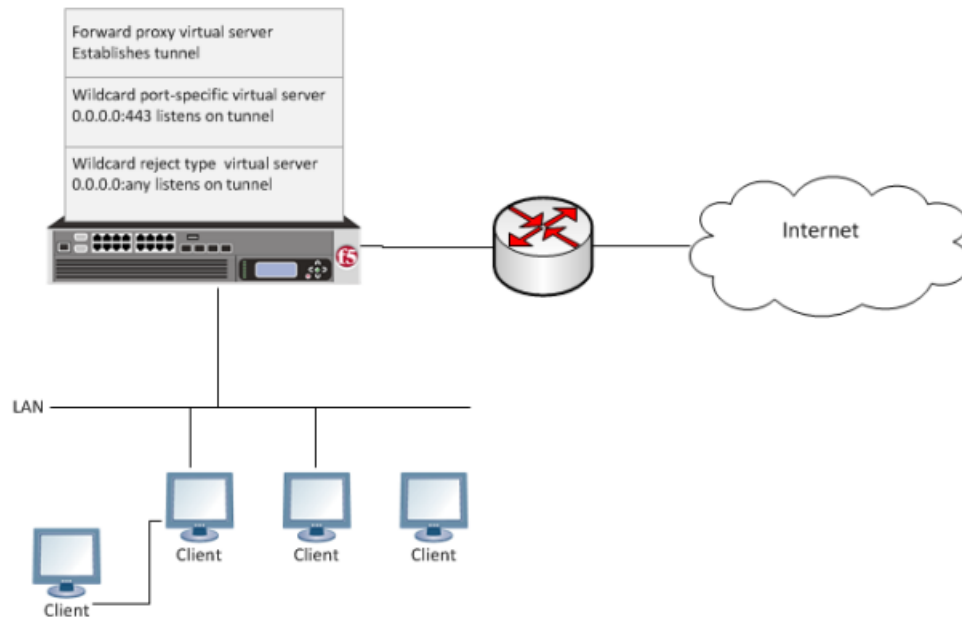 Forward proxy virtual server
Establishes tunnel
Wildcard port-specific virtual server
0.0.0.0:443 listens on tunnel
Wildcard reject type virtual server
0.0.0.0:any listens on tunnel
f5
Internet
LAN
Client
Client
Client
Client